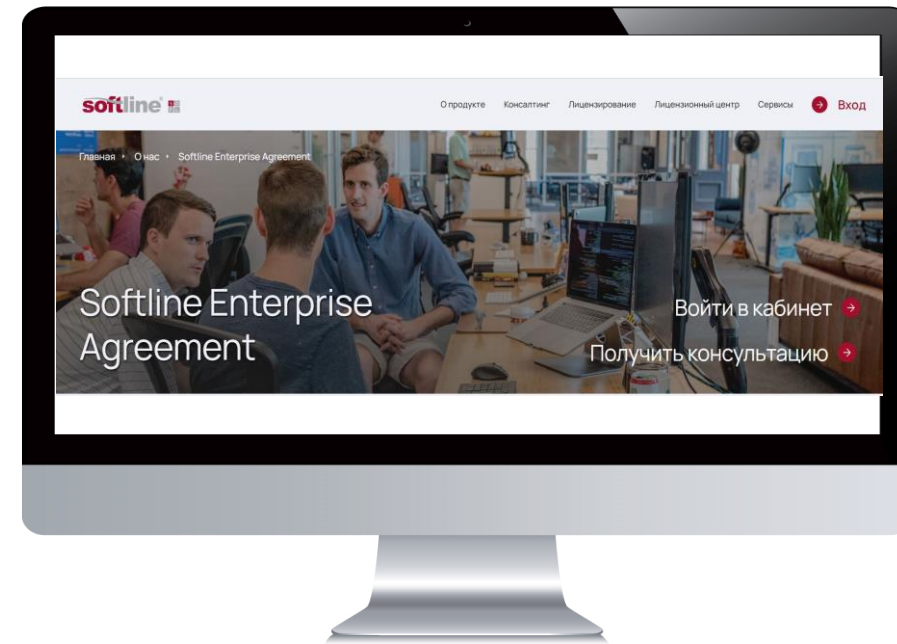 softline®
О продукте Консалтинг Лицензирование Лицензионный центр Сервисы Вход
Главная • О нас • Softline Enterprise Agreement
Softline Enterprise
Agreement
Войти в кабинет
Получить консультацию